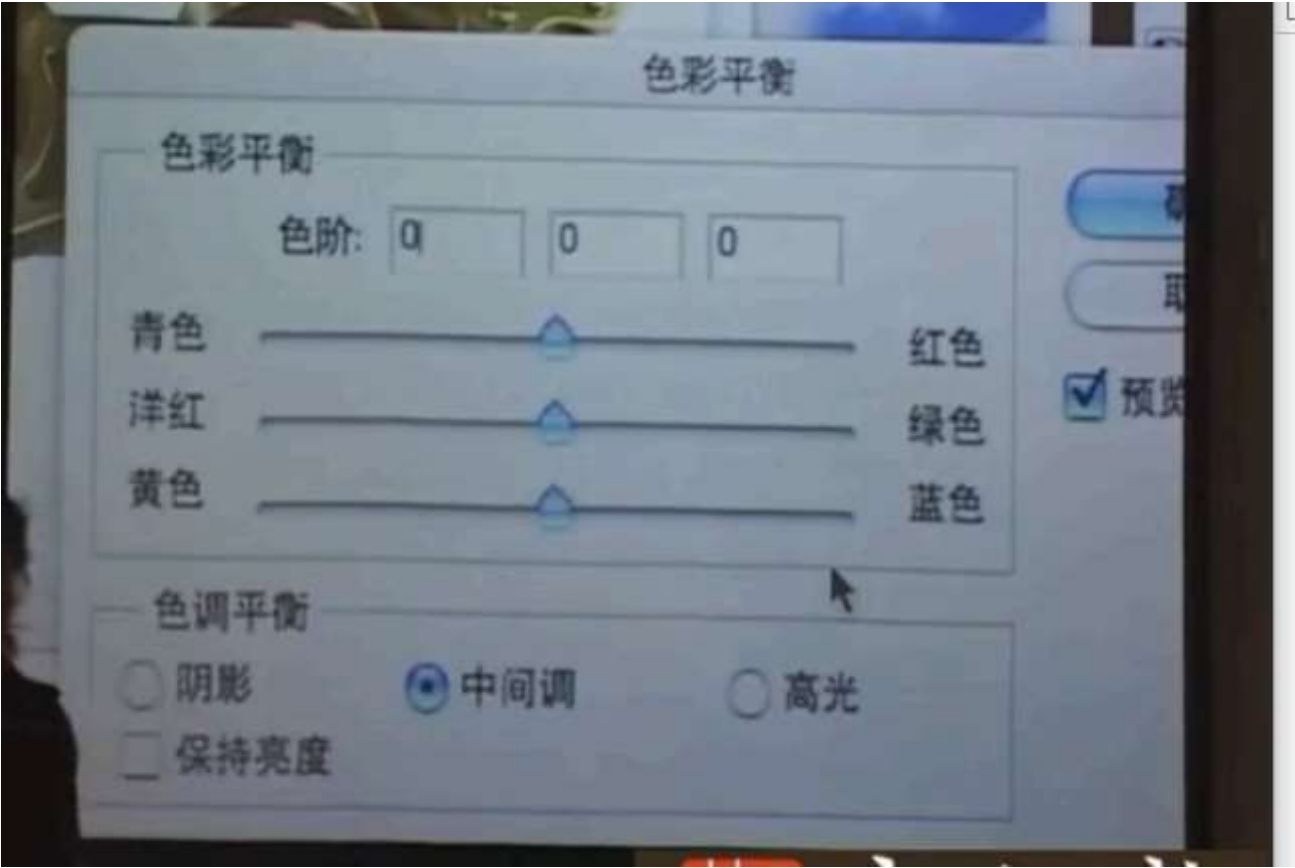 色彩平衡
色彩平衡
色阶: 0 0 0
青色 红色
洋红 绿色
黄色 蓝色
预览
色调平衡
阴影 中间调 高光
保持亮度